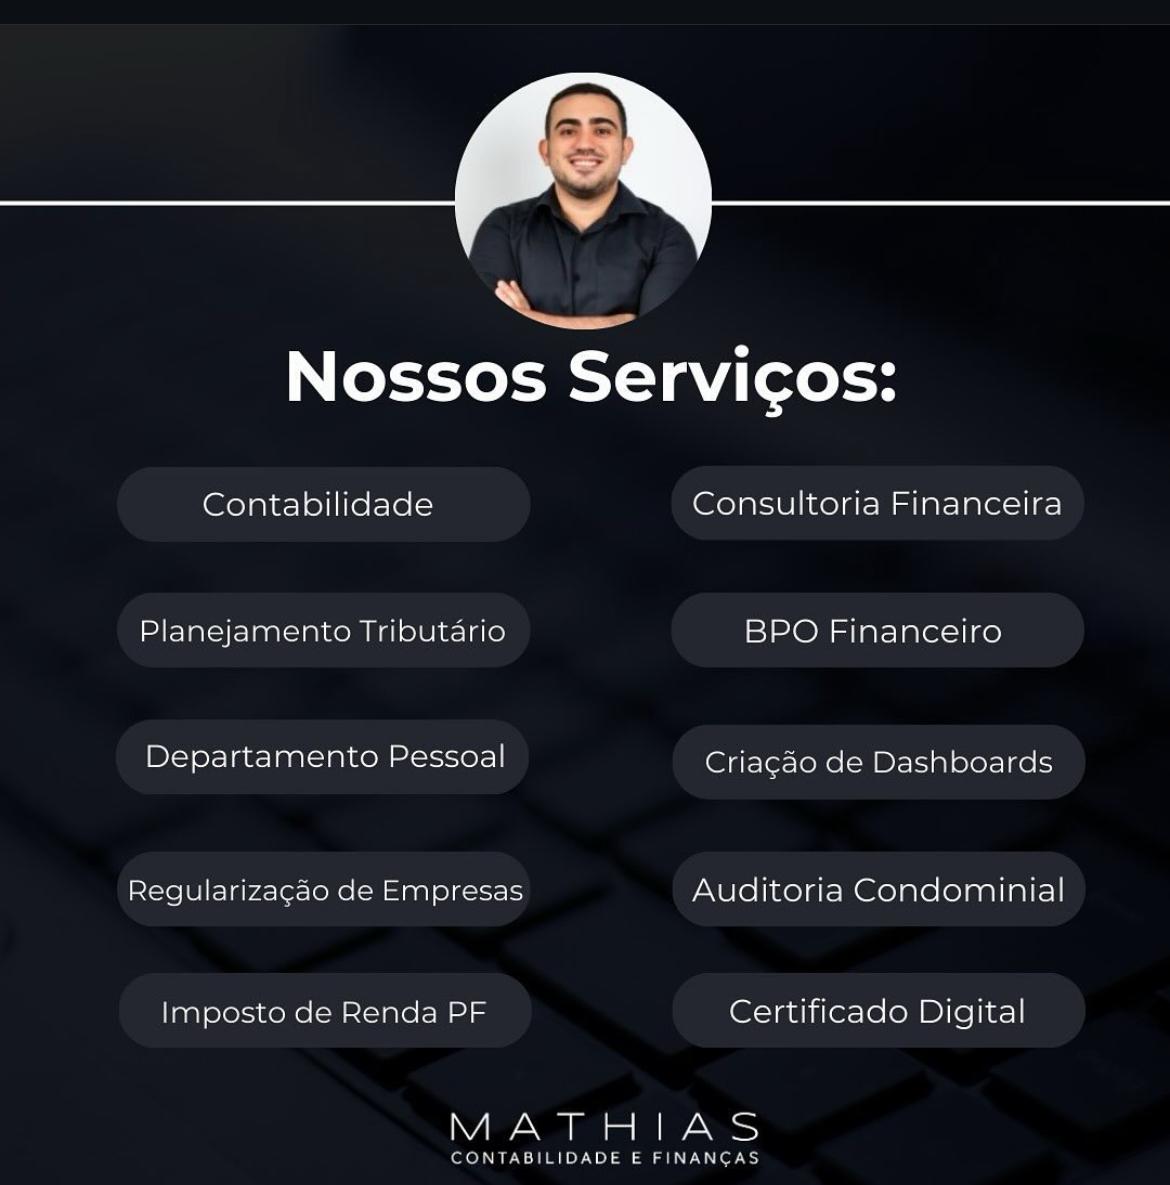 Nossos Serviços:
Contabilidade
Consultoria Financeira
Planejamento Tributário
BPO Financeiro
Departamento Pessoal
Criação de Dashboards
Regularização de Empresas
Auditoria Condominial
Imposto de Renda PF
Certificado Digital
MATHIAS
CONTABILIDADE E FINANÇAS